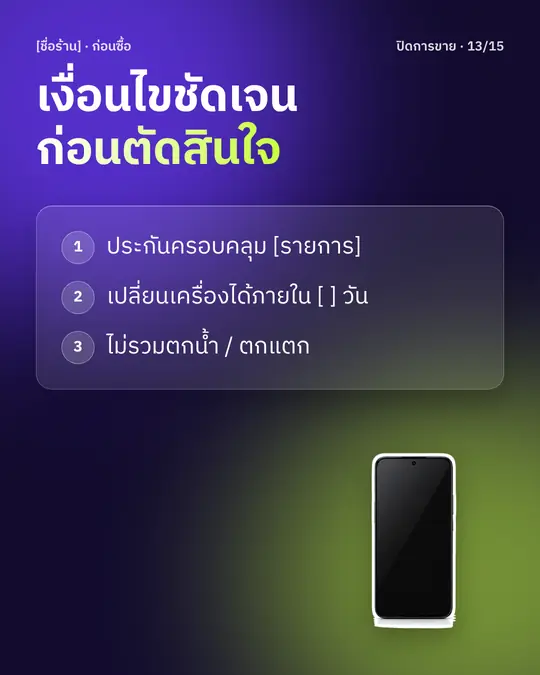 [ชื่อร้าน] · ก่อนซื้อ
ปิดการขาย · 13/15
เงื่อนไขชัดเจน
ก่อนตัดสินใจ
1 ประกันครอบคลุม [รายการ]
2 เปลี่ยนเครื่องได้ภายใน [ ] วัน
3 ไม่รวมตกน้ำ / ตกแตก